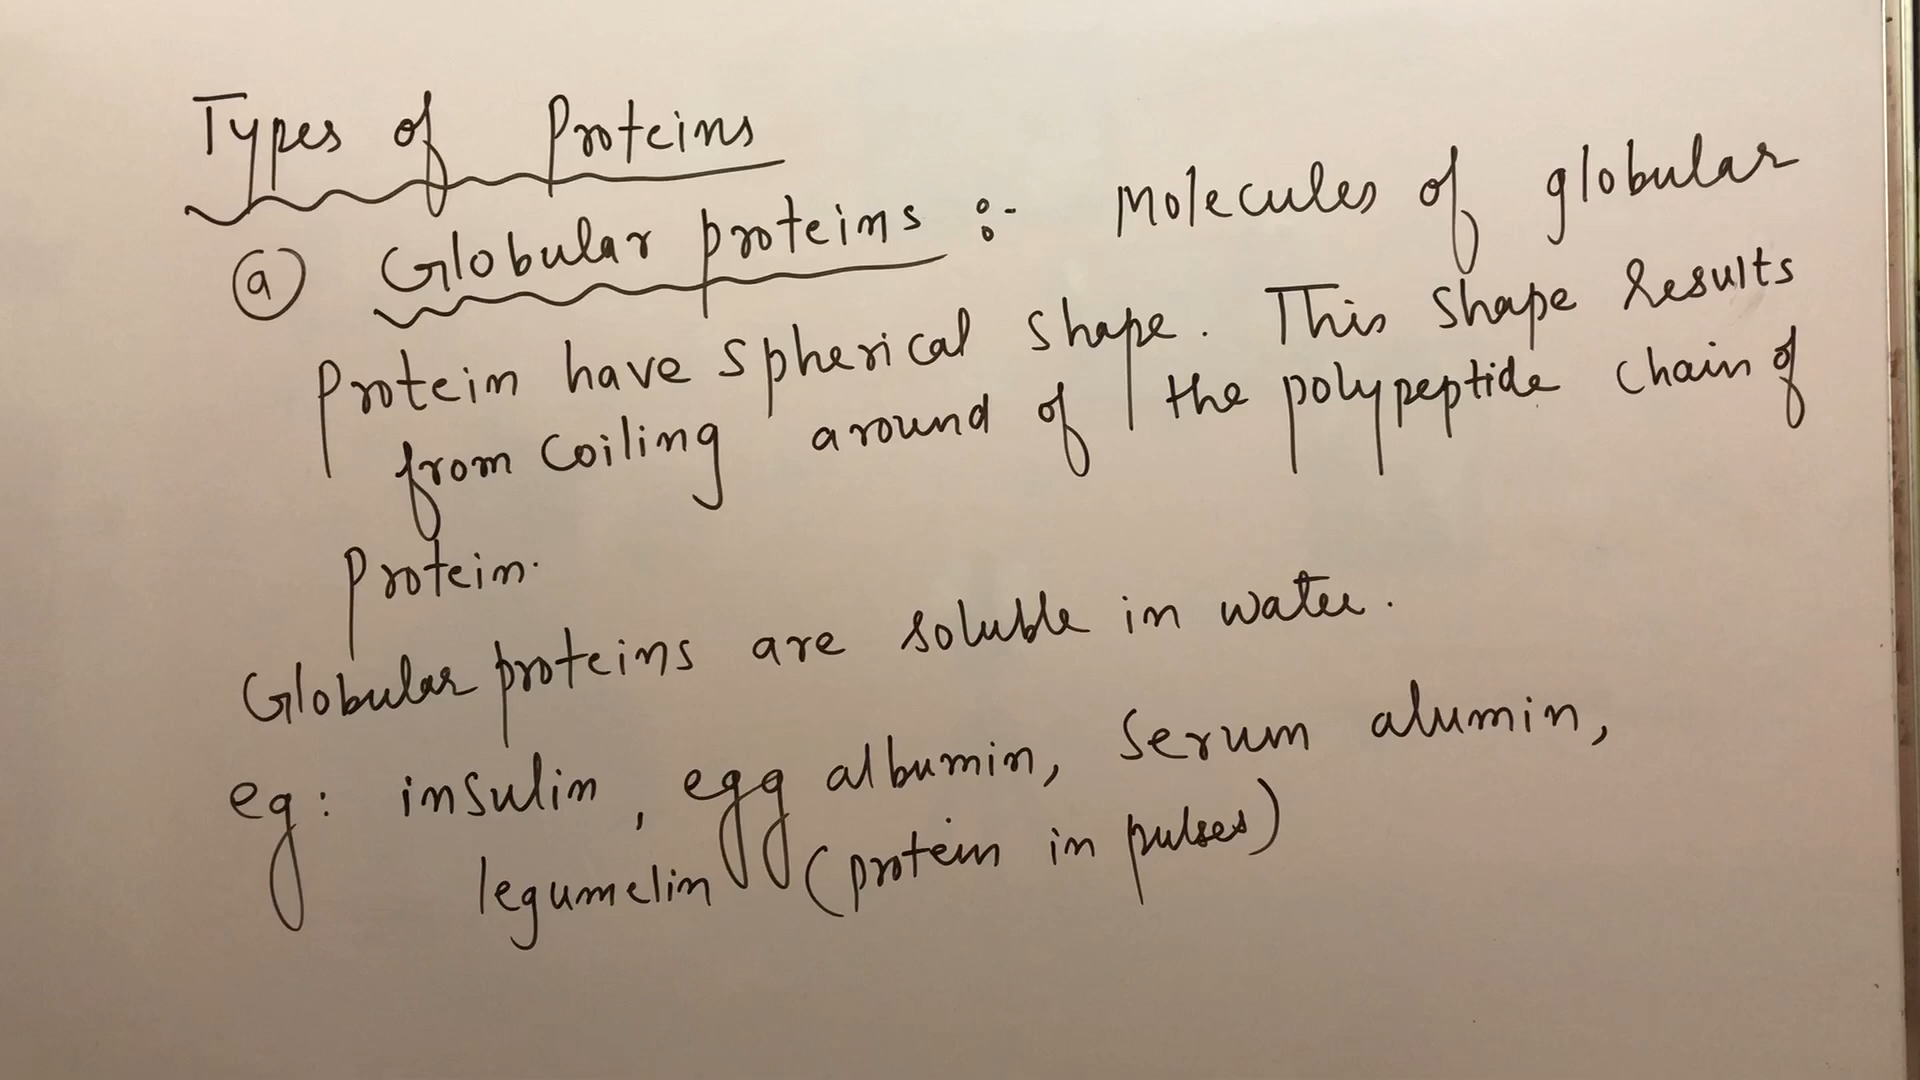 Types of Proteins
(a) Globular proteins :- Molecules of globular
Protein have spherical shape. This shape results
from coiling around of the polypeptide chain of
Protein.
Globular proteins are soluble in water.
eg: insulin, egg albumin, serum alumin,
legumelin (protein in pulses)